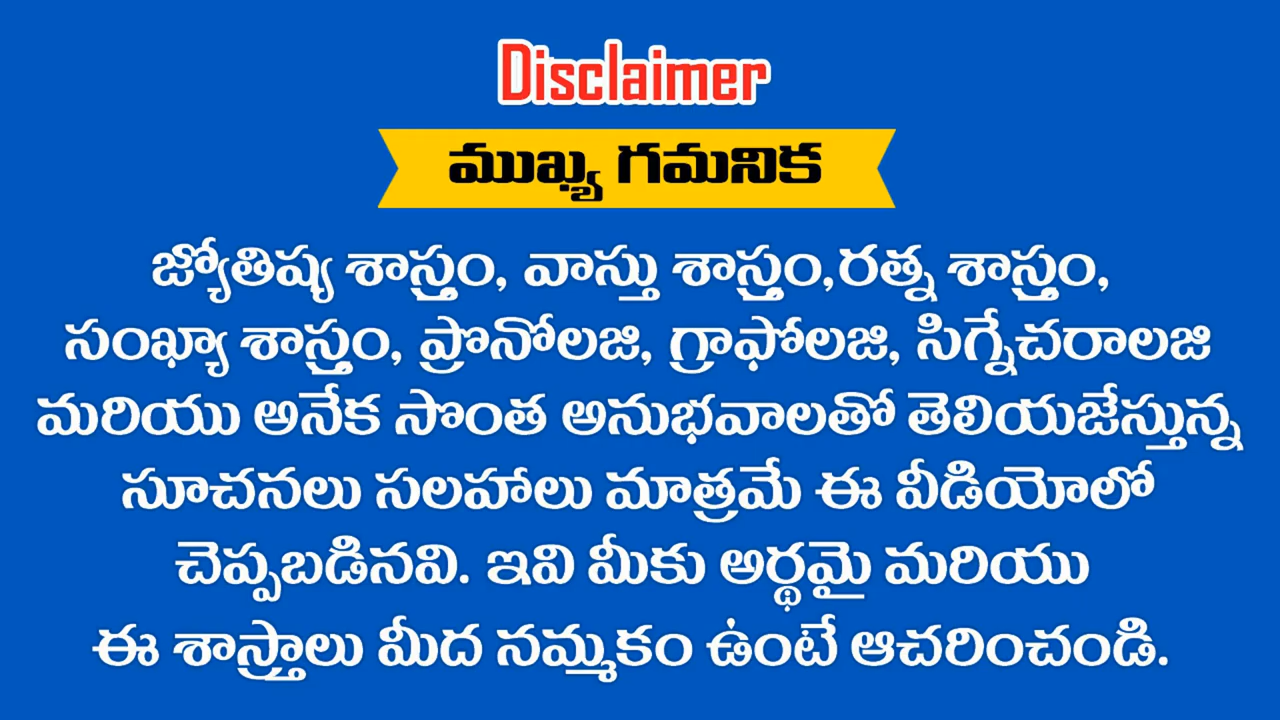 Disclaimer
ముఖ్య గమనిక
జ్యోతిష్య శాస్త్రం, వాస్తు శాస్త్రం,రత్న శాస్త్రం,
సంఖ్యా శాస్త్రం, ప్రొనోలజి, గ్రాఫోలజి, సిగ్నేచరాలజి
మరియు అనేక సొంత అనుభవాలతో తెలియజేస్తున్న
సూచనలు సలహాలు మాత్రమే ఈ వీడియోలో
చెప్పబడినవి. ఇవి మీకు అర్థమై మరియు
ఈ శాస్త్రాలు మీద నమ్మకం ఉంటే ఆచరించండి.